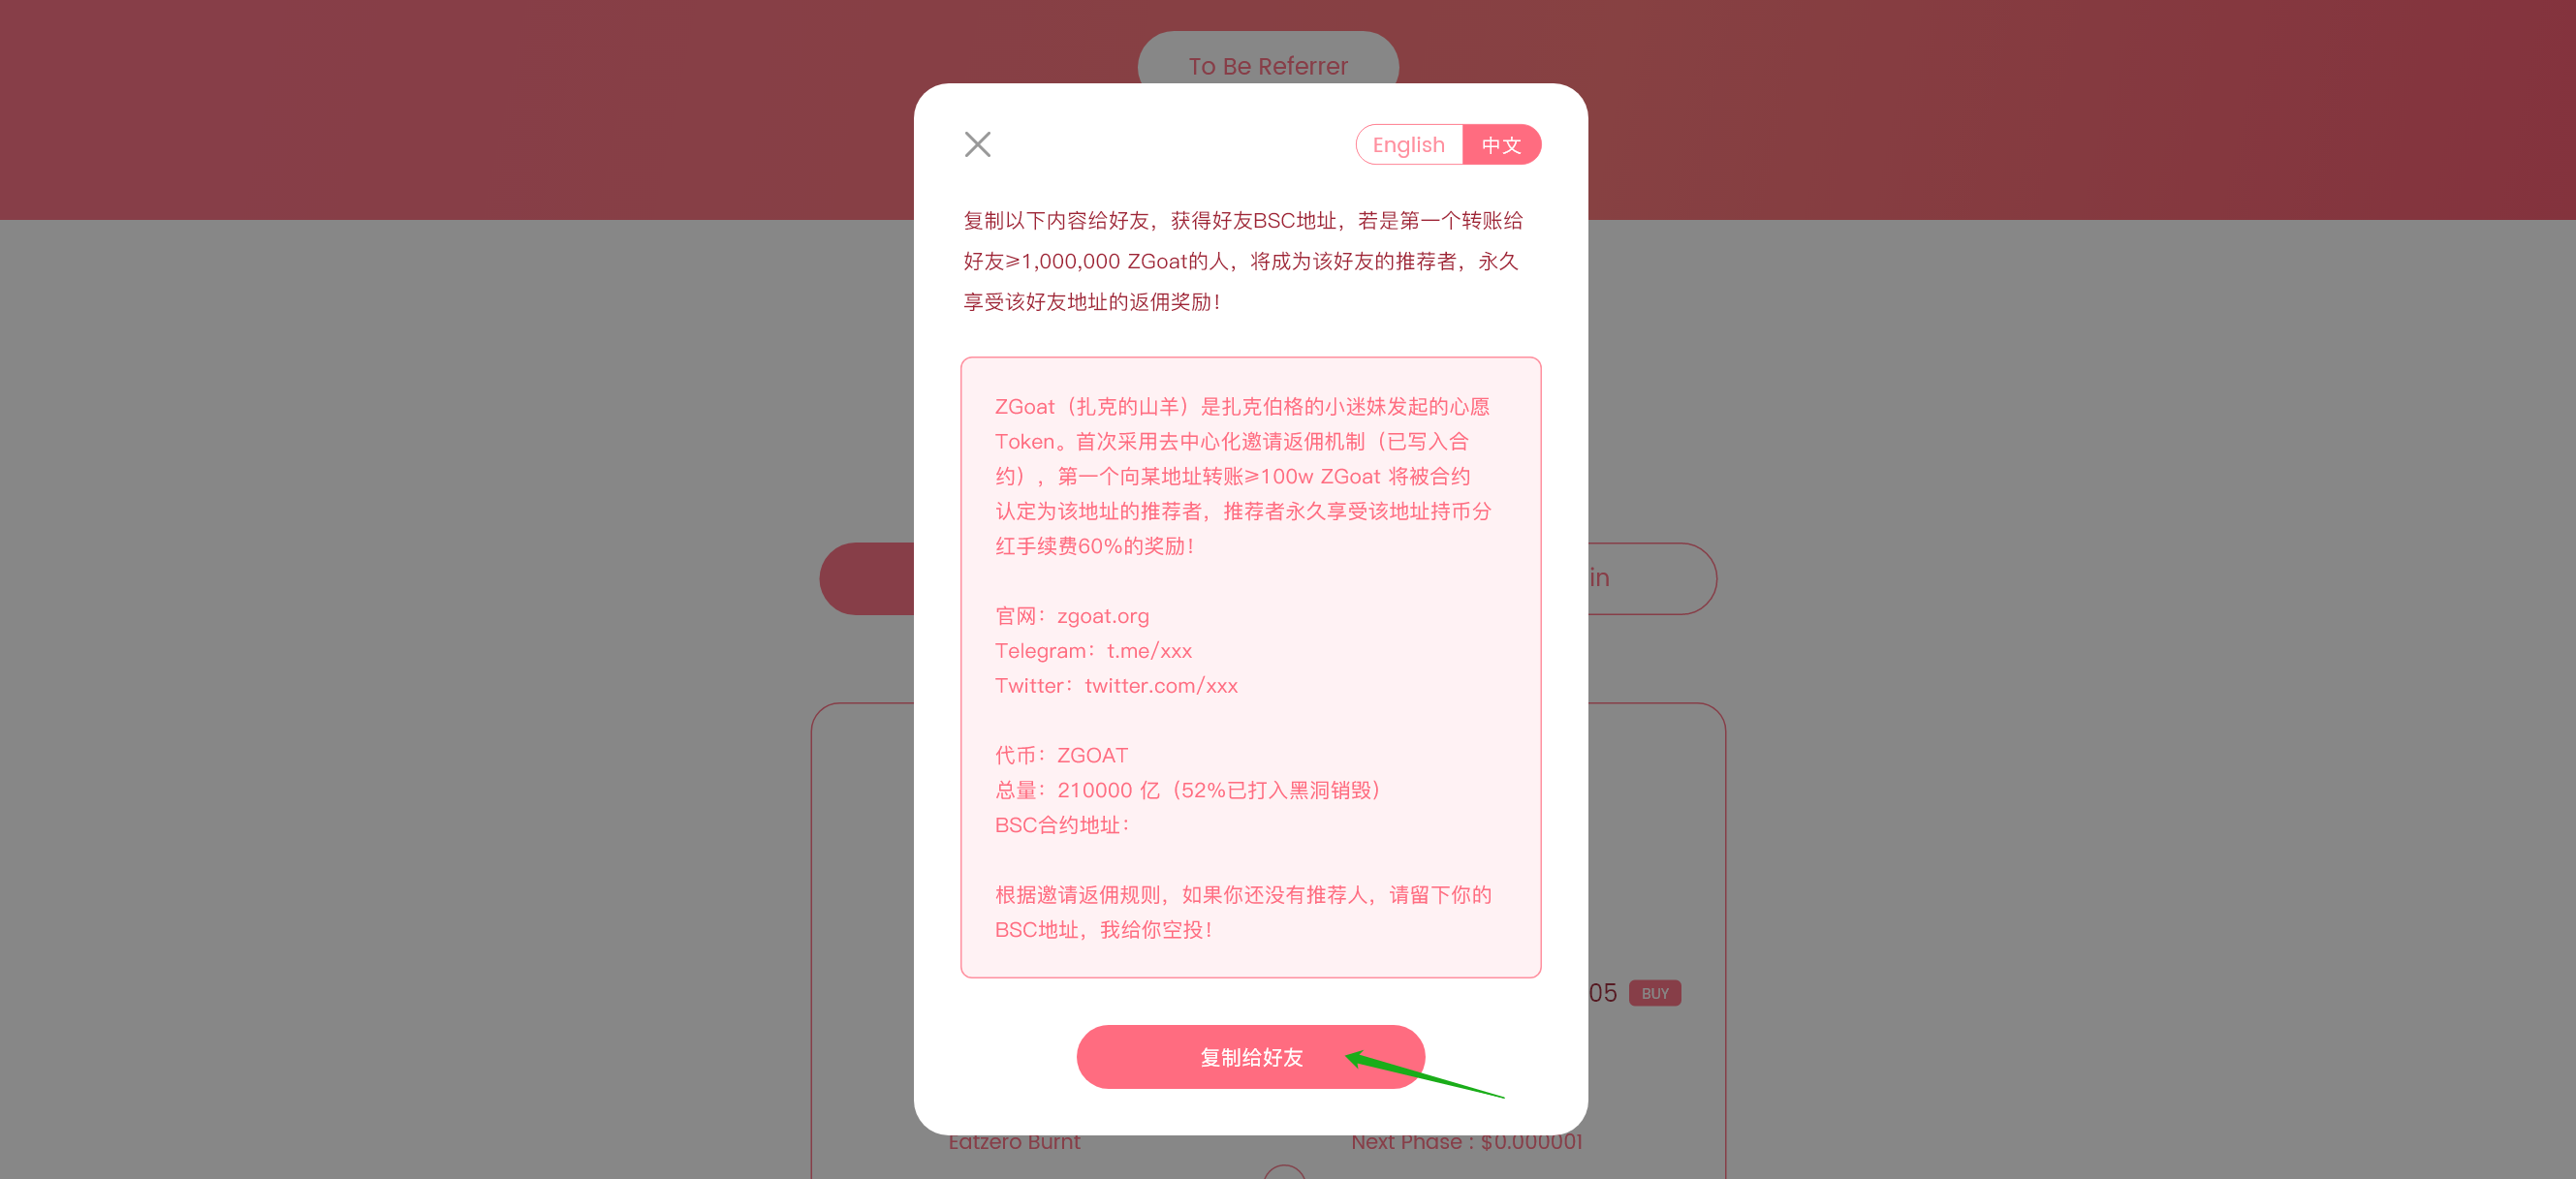 To Be Referrer
English 中文
复制以下内容给好友，获得好友BSC地址，若是第一个转账给
好友≥1,000,000 ZGoat的人，将成为该好友的推荐者，永久
享受该好友地址的返佣奖励！
ZGoat（扎克的山羊）是扎克伯格的小迷妹发起的心愿
Token。首次采用去中心化邀请返佣机制（已写入合
约），第一个向某地址转账≥100w ZGoat 将被合约
认定为该地址的推荐者，推荐者永久享受该地址持币分
红手续费60%的奖励！
in
官网：zgoat.org
Telegram：t.me/xxx
Twitter：twitter.com/xxx
代币：ZGOAT
总量：210000 亿（52%已打入黑洞销毁）
BSC合约地址：
根据邀请返佣规则，如果你还没有推荐人，请留下你的
BSC地址，我给你空投！
05 BUY
复制给好友
Eatzero Burnt
Next Phase : $0.000001